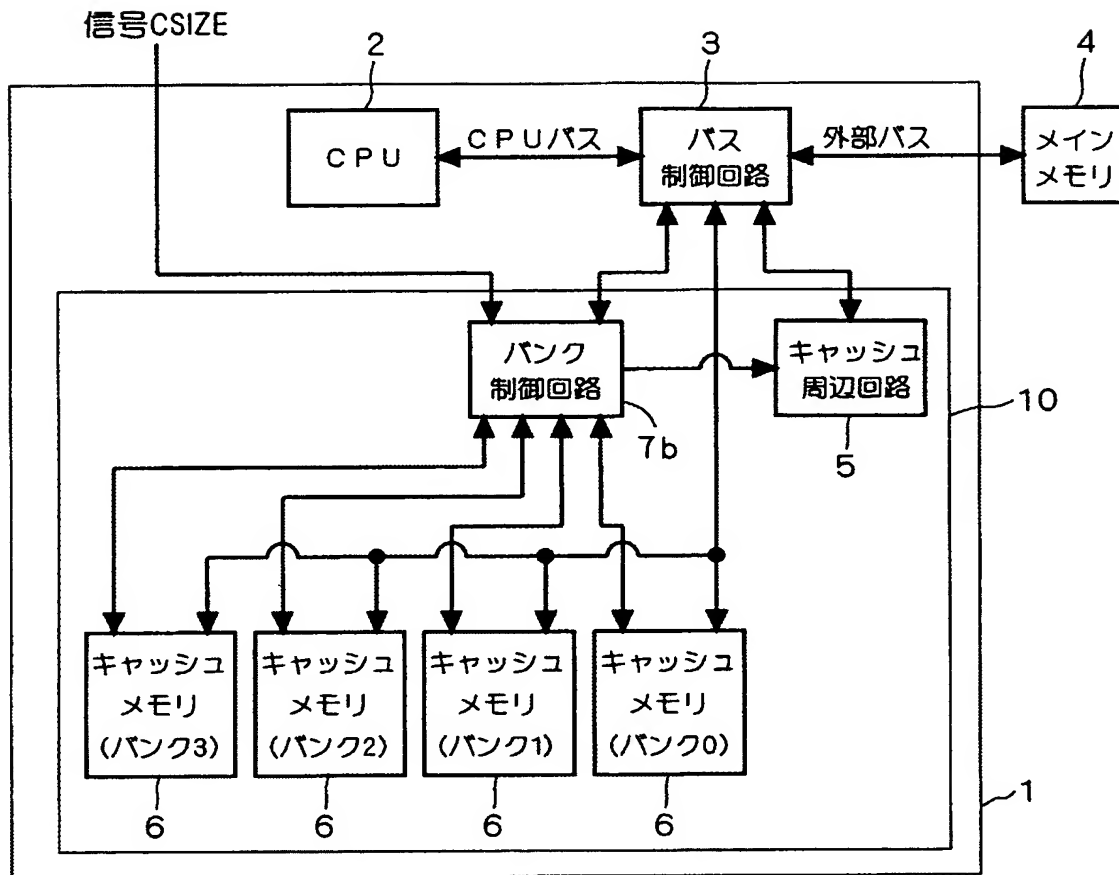 信号CSIZE
2
3
4
CPU
CPUバス
バス
制御回路
外部バス
メイン
メモリ
バンク
制御回路
7b
キャッシュ
周辺回路
5
10
キャッシュ
メモリ
(バンク3)
キャッシュ
メモリ
(バンク2)
キャッシュ
メモリ
(バンク1)
キャッシュ
メモリ
(バンク0)
6
6
6
6
1